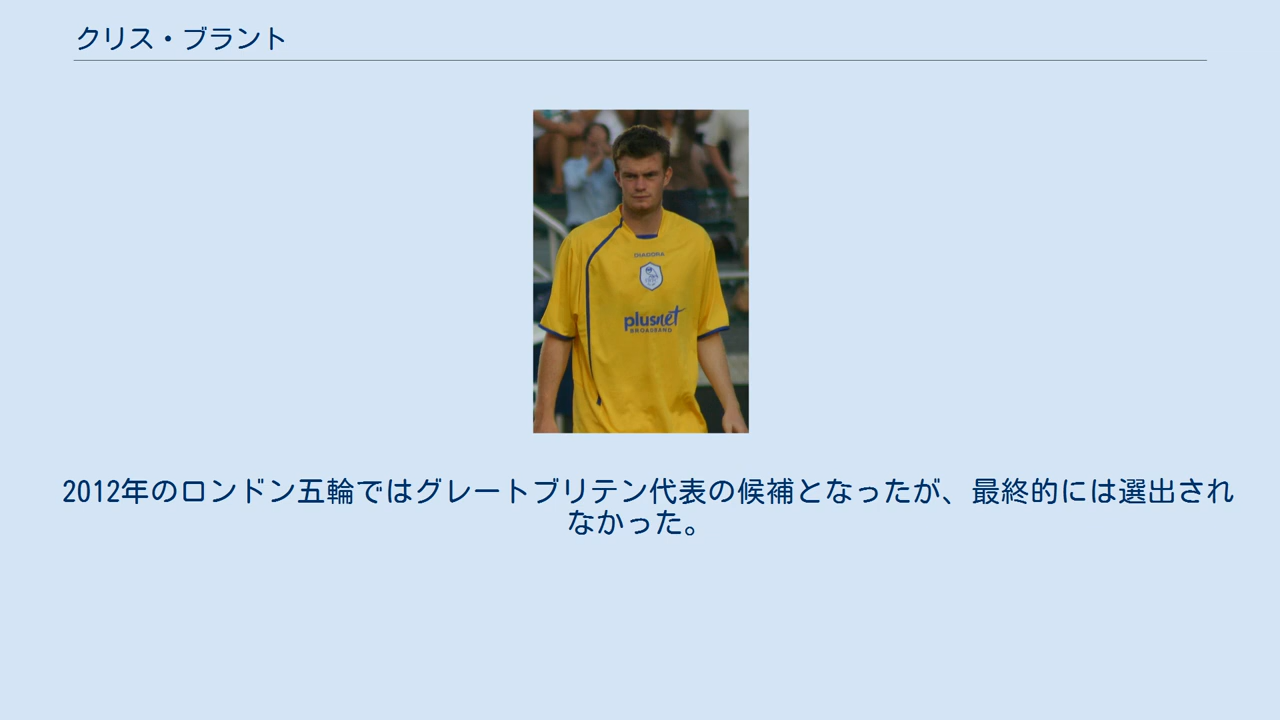 クリス・ブラント
DIADORA
plusnet
BROADBAND
2012年のロンドン五輪ではグレートブリテン代表の候補となったが、最終的には選出され
なかった。